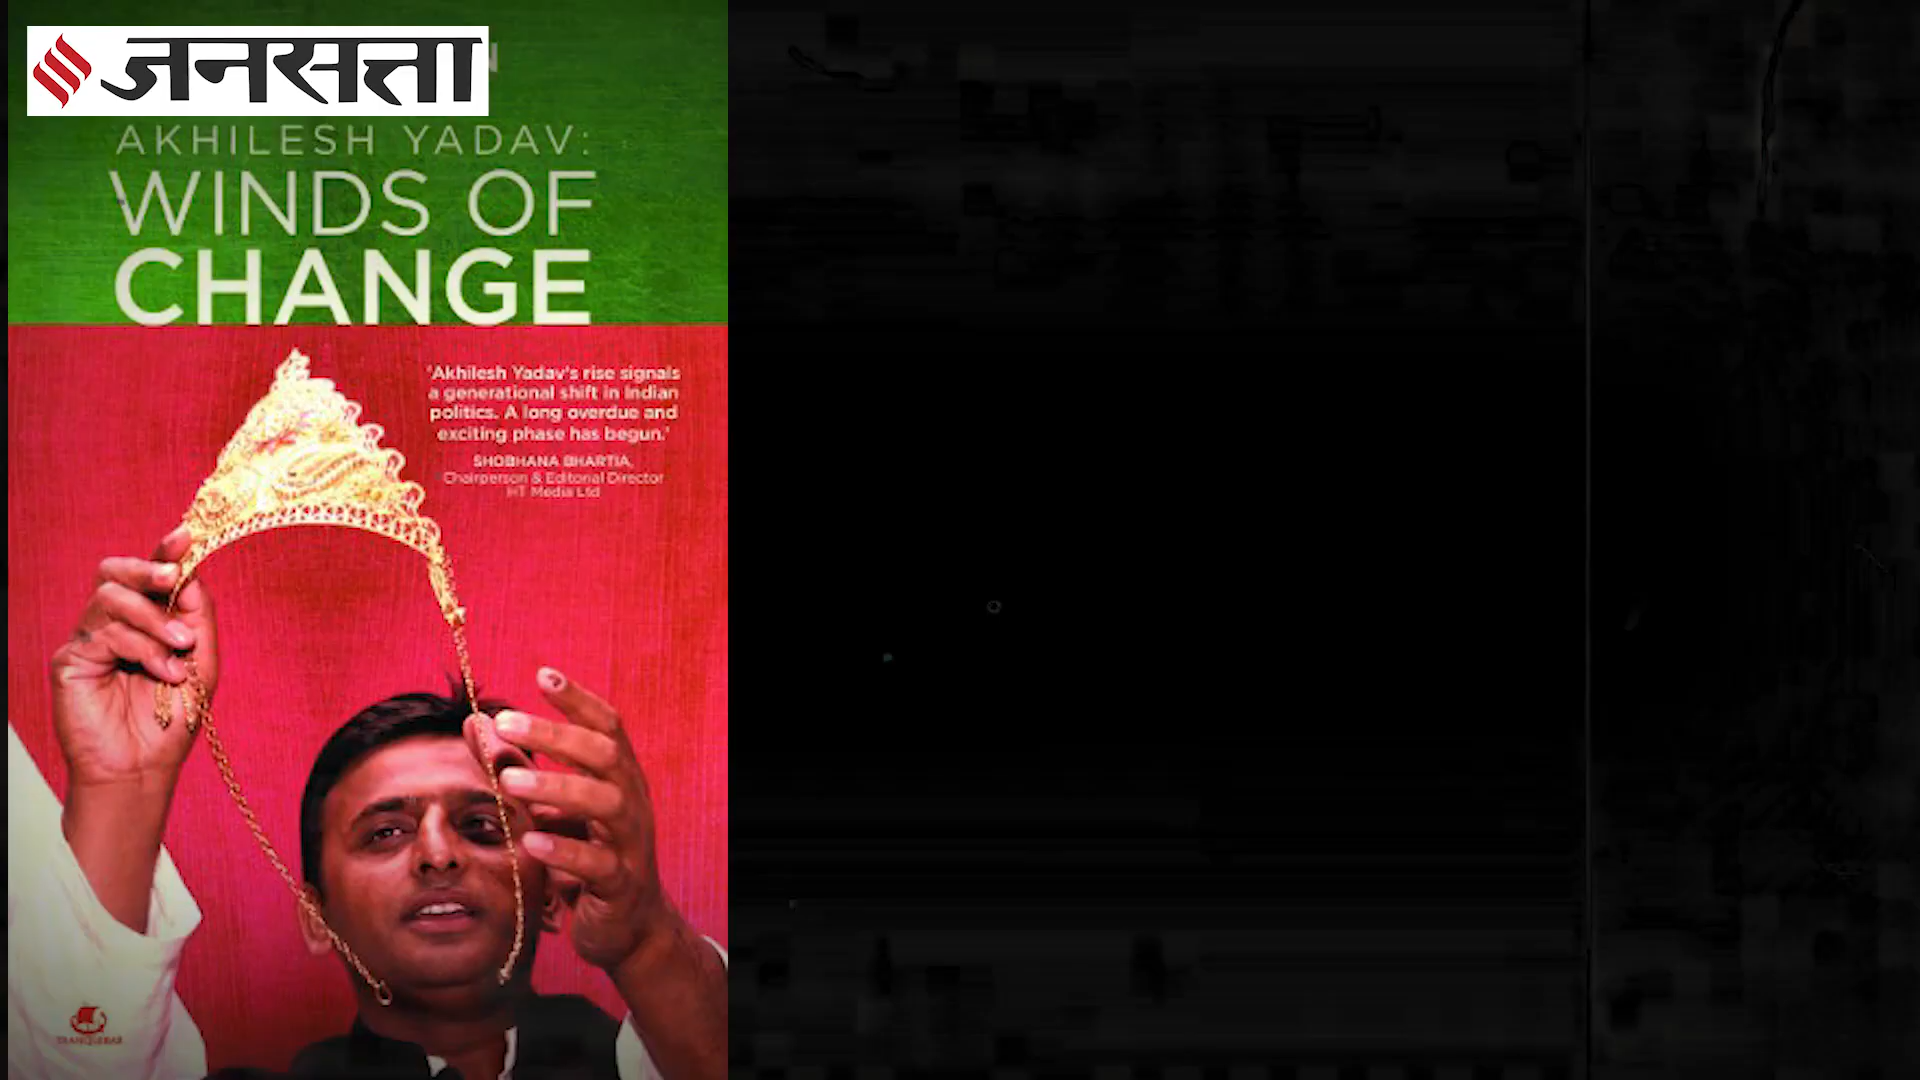 जनसत्ता
N
AKHILESH YADAV:
WINDS OF
CHANGE
'Akhilesh Yadav's rise signals
a generational shift in Indian
politics. A long overdue and
exciting phase has begun.'
SHOBHANA BHARTIA,
Chairperson & Editorial Director
HT Media Ltd
TRANQUEBAR